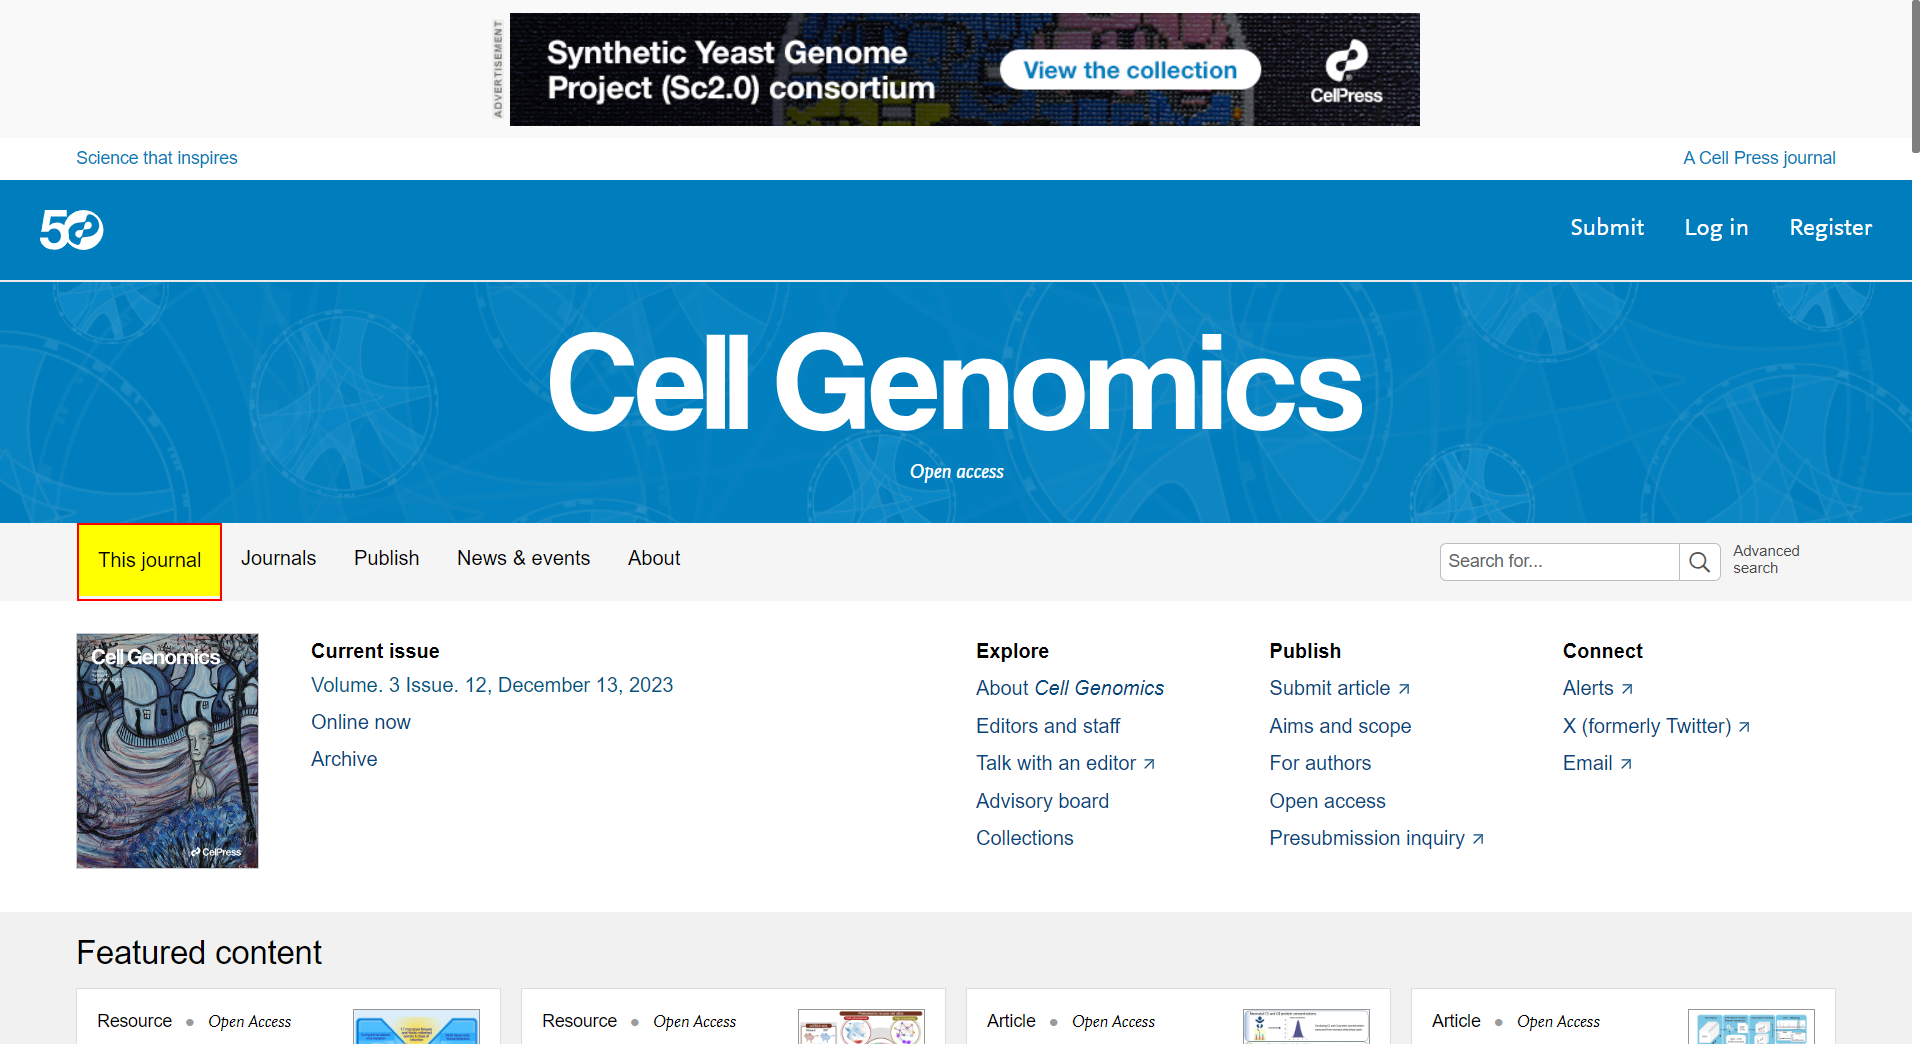 ADVERTISEMENT
Synthetic Yeast Genome
Project (Sc2.0) consortium
View the collection
CellPress
Science that inspires
A Cell Press journal
50
Submit
Log in
Register
Cell Genomics
Open access
This journal
Journals
Publish
News & events
About
Search for...
Advanced
search
Cell Genomics
CellPress
Current issue
Volume. 3 Issue. 12, December 13, 2023
Online now
Archive
Explore
About Cell Genomics
Editors and staff
Talk with an editor
Advisory board
Collections
Publish
Submit article
Aims and scope
For authors
Open access
Presubmission inquiry
Connect
Alerts
X (formerly Twitter)
Email
Featured content
Resource • Open Access
Resource • Open Access
Article • Open Access
Article • Open Access